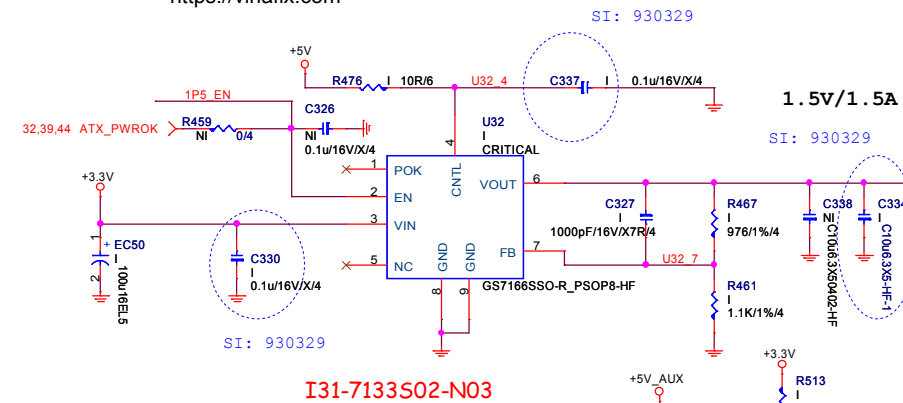 https://vinafix.com
SI: 930329
+5V
R476 I 10R/6
U32_4
C337 I 0.1u/16V/X/4
1P5_EN
1.5V/1.5A
C326
NI
0.1u/16V/X/4
U32
I
CRITICAL
32,39,44 ATX_PWROK
R459
NI 0/4
SI: 930329
4
1 POK
CNTL
VOUT 6
2 EN
+3.3V
3 VIN
C327
I
1000pF/16V/X7R/4
R467
I
976/1%/4
C338
NI
C10u6.3X50402-HF
C334
I
C10u6.3X5-HF-1
1
+ EC50
I
100u16EL5
2
C330
I
0.1u/16V/X/4
5 NC
GND
GND
FB 7
U32_7
8
9
GS7166SSO-R_PSOP8-HF
R461
I
1.1K/1%/4
SI: 930329
I31-7133S02-N03
+5V_AUX
+3.3V
R513
I